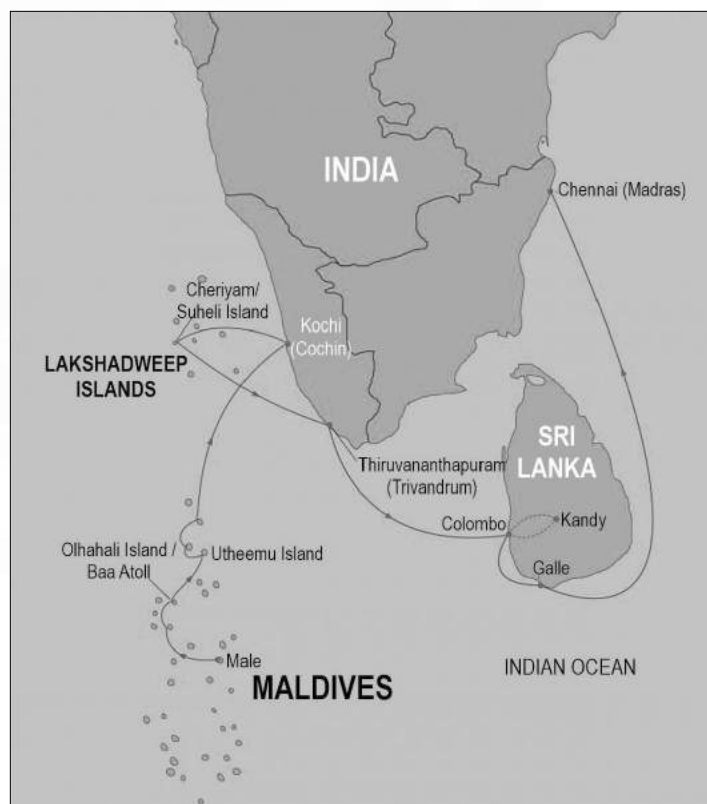 INDIA
Chennai (Madras)
Cheriyam/
Suheli Island
Kochi
(Cochin)
LAKSHADWEEP
ISLANDS
SRI
LANKA
Thiruvananthapuram
(Trivandrum)
Colombo
Kandy
Olhahali Island /
Baa Atoll
Utheemu Island
Galle
Male
MALDIVES
INDIAN OCEAN